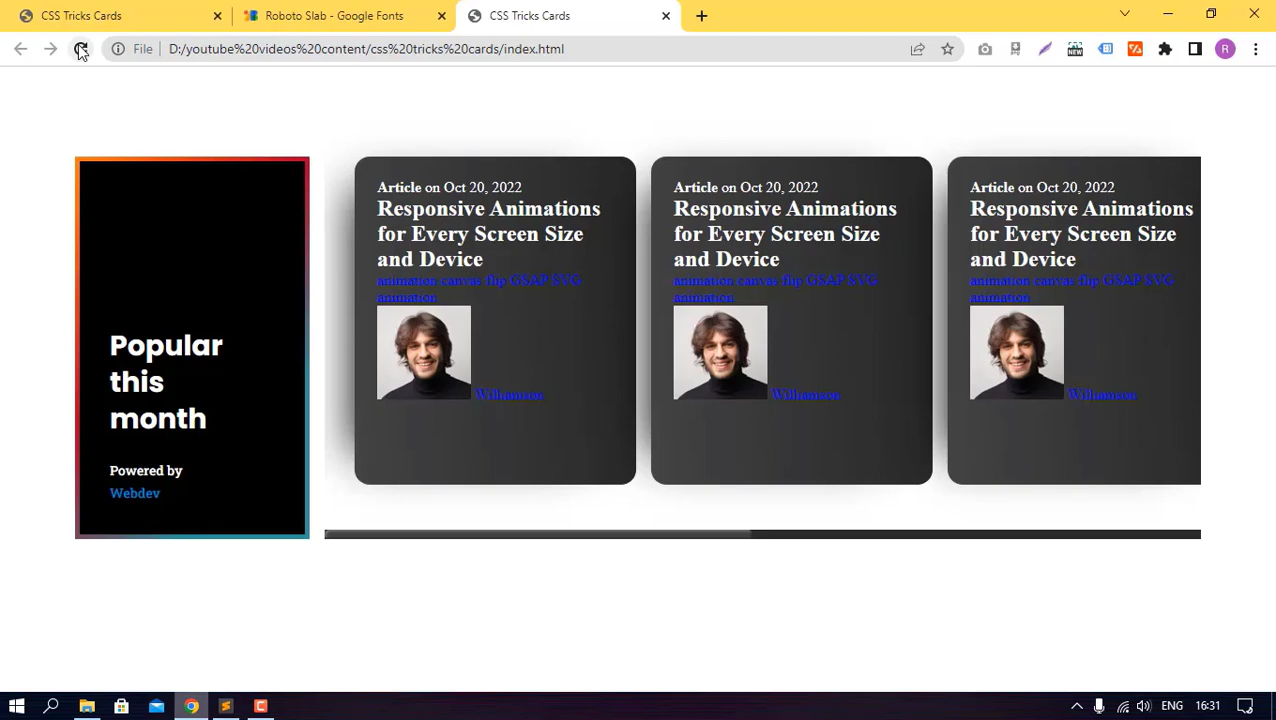 CSS Tricks Cards
Roboto Slab - Google Fonts
CSS Tricks Cards
File
D:/youtube%20videos%20content/css%20tricks%20cards/index.html
NEW
R
Popular
this
month
Powered by
Webdev
Article on Oct 20, 2022
Responsive Animations
for Every Screen Size
and Device
animation canvas flip GSAP SVG
animation
Williamson
Article on Oct 20, 2022
Responsive Animations
for Every Screen Size
and Device
animation canvas flip GSAP SVG
animation
Williamson
Article on Oct 20, 2022
Responsive Animations
for Every Screen Size
and Device
animation canvas flip GSAP SVG
animation
Williamson
ENG
16:31